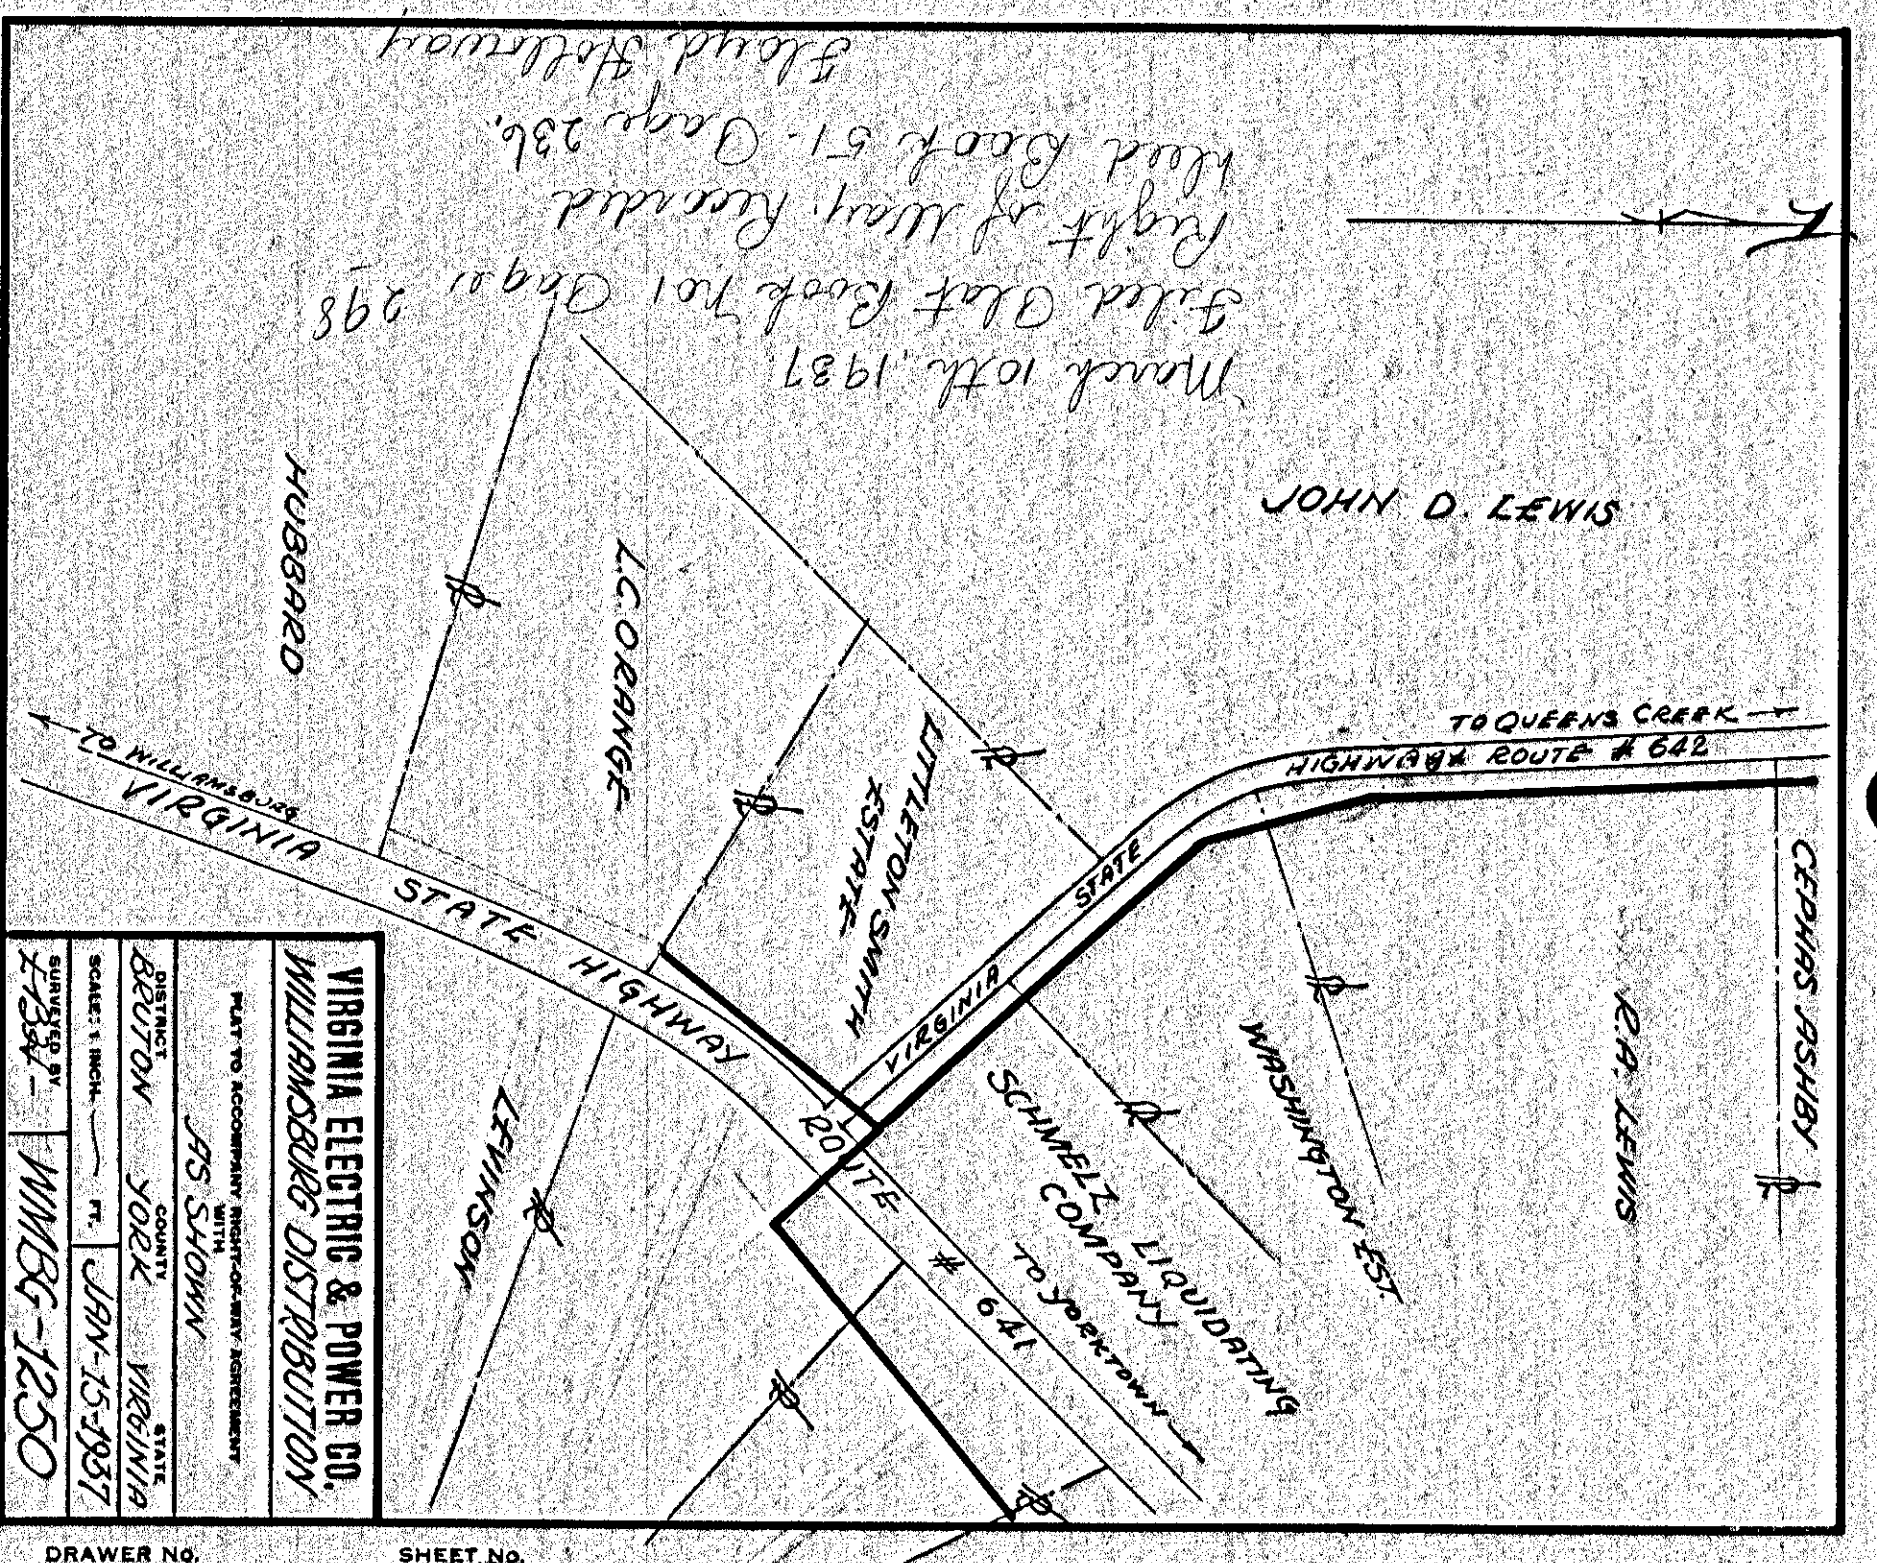 March 10th, 1937
Filed Plat Book No 1 Page 298
Right of Way, Recorded
Deed Book 51 - Page 236.
Floyd Holloway
JOHN D. LEWIS
HUBBARD
L.C. ORANGE
LITTLETON SMITH
ESTATE
TO QUEENS CREEK
VIRGINIA STATE HIGHWAY ROUTE # 642
CEPHAS ASHBY
R.A. LEWIS
WASHINGTON EST.
SCHMELZ LIQUIDATING
COMPANY
TO YORKTOWN
TO WILLIAMSBURG
VIRGINIA STATE HIGHWAY ROUTE # 641
LEVINSON
VIRGINIA ELECTRIC & POWER CO.
WILLIAMSBURG DISTRIBUTION
PLAT TO ACCOMPANY RIGHT-OF-WAY AGREEMENT
WITH
AS SHOWN
DISTRICT COUNTY STATE
BRUTON YORK VIRGINIA
SCALE: 1 INCH FT. JAN-15-1937
SURVEYED BY
WMBG-1250
DRAWER NO.
SHEET NO.